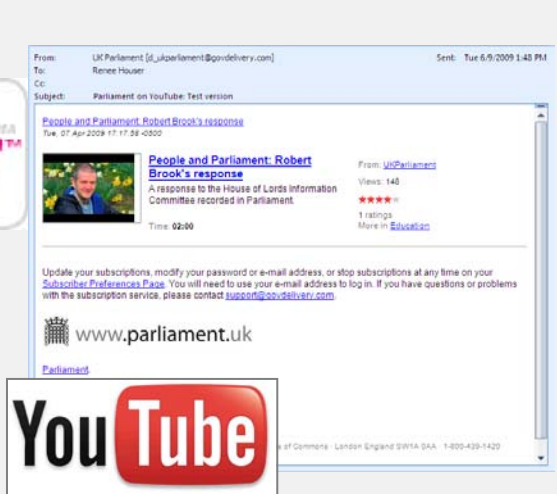 From: UK Parliament [d_ukparliament@govdelivery.com] Sent: Tue 6/9/2009 1:48 PM
To: Renee Houser
Cc:
Subject: Parliament on YouTube: Test version
People and Parliament: Robert Brook's response
Tue, 07 Apr 2009 17:17:38 -0500
People and Parliament: Robert
Brook's response
A response to the House of Lords Information
Committee recorded in Parliament.
Time: 02:00
From: UKParliament
Views: 148
1 ratings
More in Education
Update your subscriptions, modify your password or e-mail address, or stop subscriptions at any time on your
Subscriber Preferences Page. You will need to use your e-mail address to log in. If you have questions or problems
with the subscription service, please contact support@govdelivery.com.
www.parliament.uk
Parliament
of Commons · London England SW1A 0AA · 1-800-439-1420
You Tube